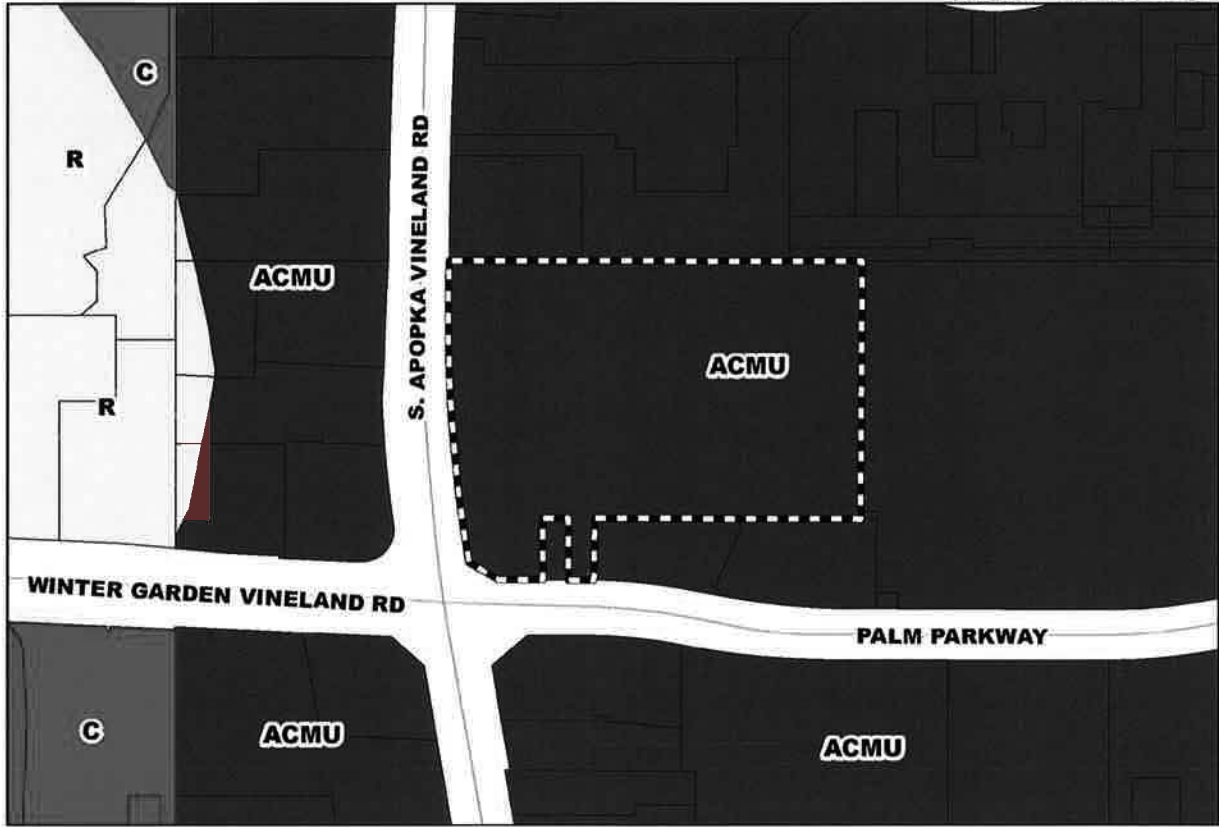 C
R
S. APOPKA-VINELAND RD
ACMU
ACMU
R
WINTER GARDEN VINELAND RD
PALM PARKWAY
C
ACMU
ACMU